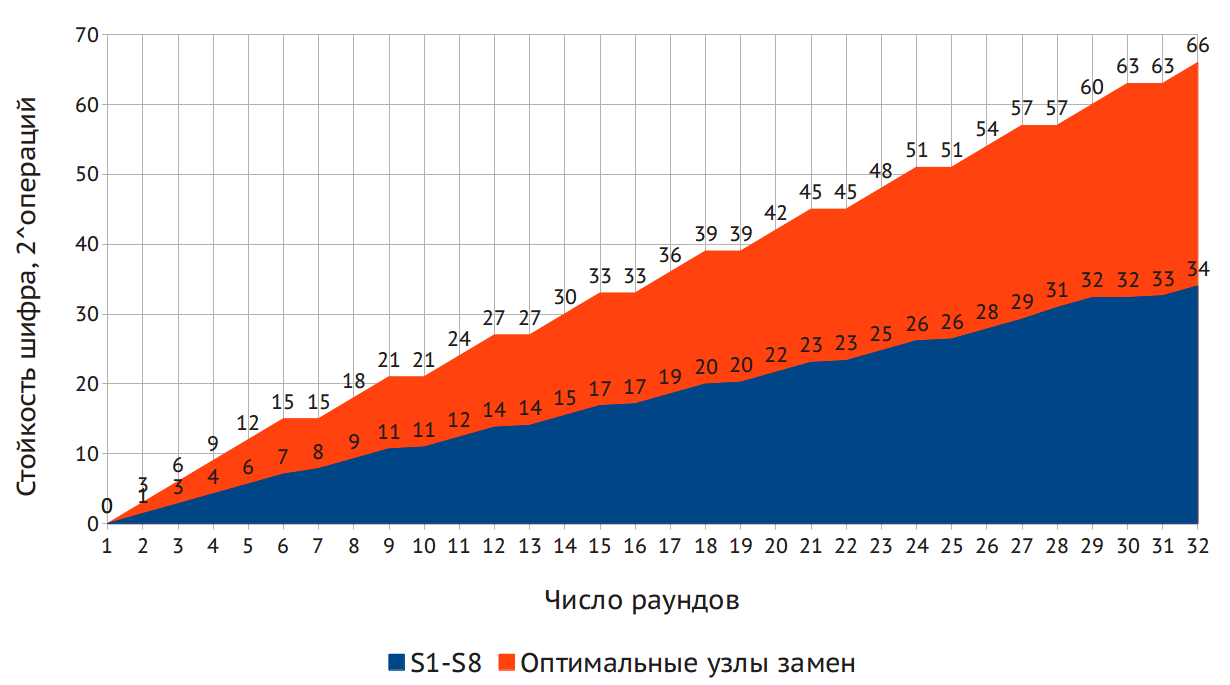 70
60
50
40
30
20
10
0
Стойкость шифра, 2^операций
0 3 6 9 12 15 15 18 21 21 24 27 27 30 33 33 36 39 39 42 45 45 48 51 51 54 57 57 60 63 63 66
1 3 4 6 7 8 9 11 11 12 14 14 15 17 17 19 20 20 22 23 23 25 26 26 28 29 31 32 32 33 34
1 2 3 4 5 6 7 8 9 10 11 12 13 14 15 16 17 18 19 20 21 22 23 24 25 26 27 28 29 30 31 32
Число раундов
S1-S8 Оптимальные узлы замен